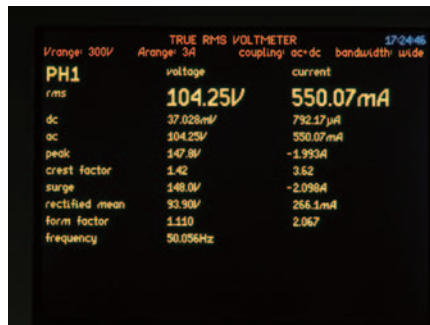 TRUE RMS VOLTMETER 17:24:46
Vrange: 300V Arange: 3A coupling: ac+dc bandwidth: wide
PH1 voltage current
rms 104.25V 550.07mA
dc 37.028mV 792.17µA
ac 104.25V 550.07mA
peak 147.8V -1.993A
crest factor 1.42 3.62
surge 148.0V -2.098A
rectified mean 93.90V 266.1mA
form factor 1.110 2.067
frequency 50.056Hz